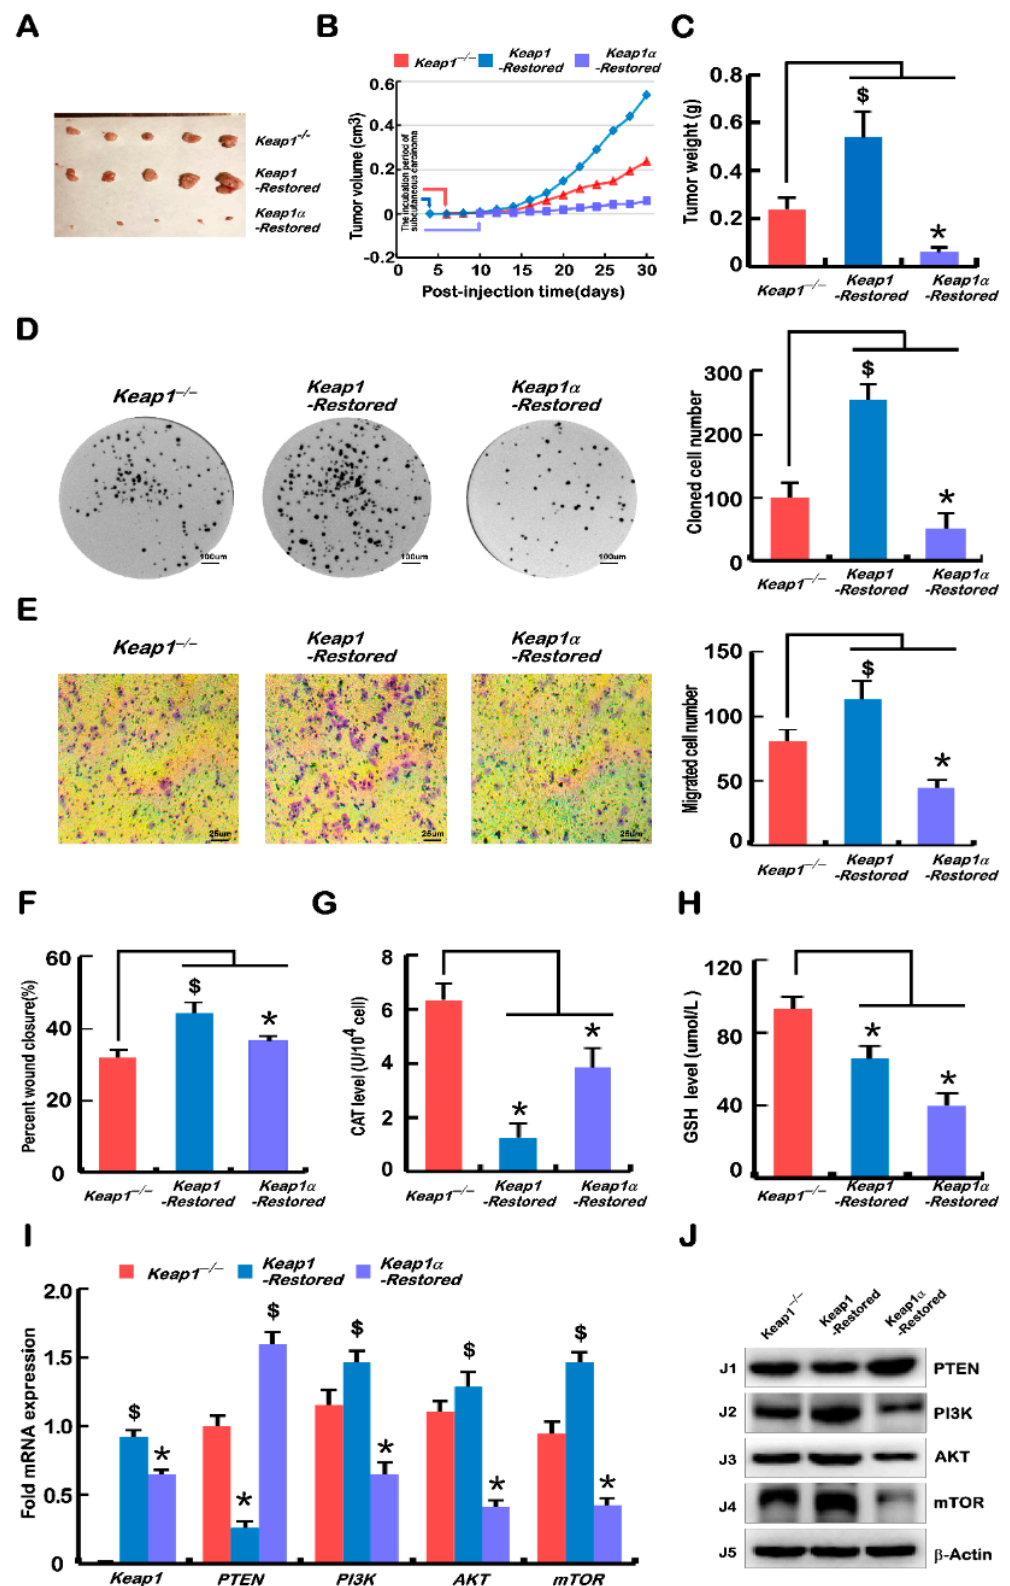 A
Keap1-/-
Keap1
-Restored
Keap1α
-Restored
B
Keap1-/-
Keap1
-Restored
Keap1α
-Restored
Tumor volume (cm3)
0.6
0.4
0.2
0
-0.2
The incubation period of
subcutaneous carcinoma
0 5 10 15 20 25 30
Post-injection time(days)
C
Tumor weight (g)
0.8
0.6
0.4
0.2
0
$
*
Keap1-/-
Keap1
-Restored
Keap1α
-Restored
D
Keap1-/-
Keap1
-Restored
Keap1α
-Restored
100um
100um
100um
Cloned cell number
300
200
100
0
$
*
Keap1-/-
Keap1
-Restored
Keap1α
-Restored
E
Keap1-/-
Keap1
-Restored
Keap1α
-Restored
25um
25um
25um
Migrated cell number
150
100
50
0
$
*
Keap1-/-
Keap1
-Restored
Keap1α
-Restored
F
Percent wound closure(%)
60
40
20
0
$
*
Keap1-/-
Keap1
-Restored
Keap1α
-Restored
G
CAT level (U/104 cell)
8
6
4
2
0
*
*
Keap1-/-
Keap1
-Restored
Keap1α
-Restored
H
GSH level (umol/L )
120
80
40
0
*
*
Keap1-/-
Keap1
-Restored
Keap1α
-Restored
I
Keap1-/-
Keap1
-Restored
Keap1α
-Restored
Fold mRNA expression
2.0
1.5
1.0
0.5
0
$ *
* $
$ *
$ *
$ *
Keap1 PTEN PI3K AKT mTOR
J
Keap1-/-
Keap1
-Restored
Keap1α
-Restored
J1 PTEN
J2 PI3K
J3 AKT
J4 mTOR
J5 β-Actin